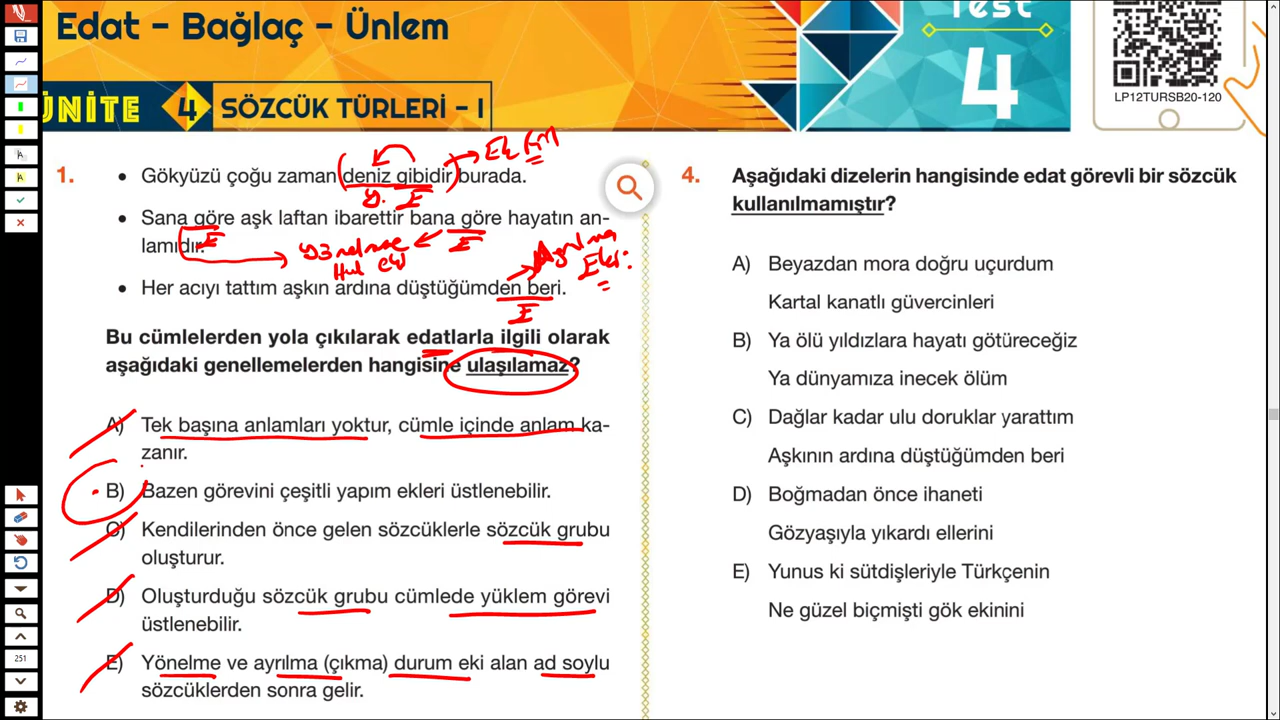 Edat – Bağlaç – Ünlem
Test
4
LP12TURSB20-120
ÜNİTE 4 SÖZCÜK TÜRLERİ – I
1.
• Gökyüzü çoğu zaman deniz gibidir burada.
• Sana göre aşk laftan ibarettir bana göre hayatın an-
lamıdır.
• Her acıyı tattım aşkın ardına düştüğümden beri.
E
E
E
E
Bu cümlelerden yola çıkılarak edatlarla ilgili olarak
aşağıdaki genellemelerden hangisine ulaşılamaz?
A) Tek başına anlamları yoktur, cümle içinde anlam ka-
zanır.
B) Bazen görevini çeşitli yapım ekleri üstlenebilir.
C) Kendilerinden önce gelen sözcüklerle sözcük grubu
oluşturur.
D) Oluşturduğu sözcük grubu cümlede yüklem görevi
üstlenebilir.
E) Yönelme ve ayrılma (çıkma) durum eki alan ad soylu
sözcüklerden sonra gelir.
4. Aşağıdaki dizelerin hangisinde edat görevli bir sözcük
kullanılmamıştır?
A) Beyazdan mora doğru uçurdum
Kartal kanatlı güvercinleri
B) Ya ölü yıldızlara hayatı götüreceğiz
Ya dünyamıza inecek ölüm
C) Dağlar kadar ulu doruklar yarattım
Aşkının ardına düştüğümden beri
D) Boğmadan önce ihaneti
Gözyaşıyla yıkardı ellerini
E) Yunus ki sütdişleriyle Türkçenin
Ne güzel biçmişti gök ekinini
251